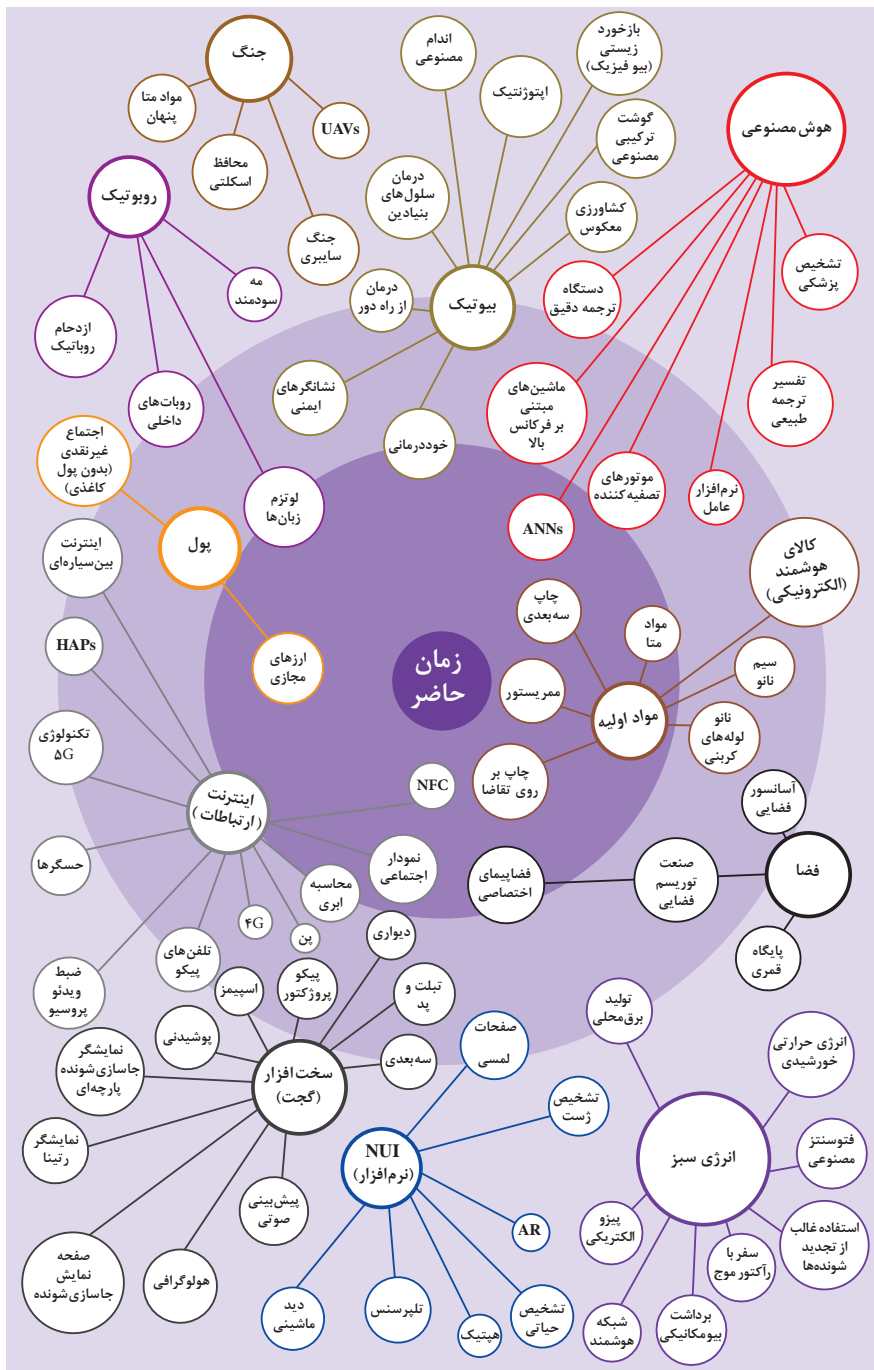 جنگ
مواد متا
پنهان
محافظ
اسکلتی
UAVs
جنگ
سایبری
روبوتیک
ازدحام
روباتیک
روبات‌های
داخلی
مه
سودمند
لوتزم
زبان‌ها
بیوتیک
اندام
مصنوعی
اپتوژنتیک
بازخورد
زیستی
(بیو فیزیک)
گوشت
ترکیبی
مصنوعی
کشاورزی
معکوس
درمان
سلول‌های
بنیادین
درمان
از راه دور
نشانگرهای
ایمنی
خوددرمانی
هوش مصنوعی
تشخیص
پزشکی
دستگاه
ترجمه دقیق
ماشین‌های
مبتنی
بر فرکانس
بالا
تفسیر
ترجمه
طبیعی
موتورهای
تصفیه کننده
نرم‌افزار
عامل
ANNs
اجتماع
غیرنقدی
(بدون پول
کاغذی)
پول
ارزهای
مجازی
زمان
حاضر
مواد اولیه
چاپ
سه‌بعدی
مواد
متا
کالای
هوشمند
(الکترونیکی)
سیم
نانو
نانو
لوله‌های
کربنی
ممریستور
چاپ بر
روی تقاضا
اینترنت
(ارتباطات)
اینترنت
بین‌سیاره‌ای
HAPs
تکنولوژی
۵G
حسگرها
ضبط
ویدئو
پروسیو
تلفن‌های
پیکو
۴G
پن
محاسبه
ابری
نمودار
اجتماعی
NFC
فضا
آسانسور
فضایی
صنعت
توریسم
فضایی
فضاپیمای
اختصاصی
پایگاه
قمری
سخت‌افزار
(گجت)
دیواری
پیکو
پروژکتور
اسپیمز
تبلت و
پد
سه‌بعدی
پوشیدنی
نمایشگر
جاسازی‌شونده
پارچه‌ای
نمایشگر
رتینا
صفحه
نمایش
جاسازی‌شونده
هولوگرافی
پیش‌بینی
صوتی
NUI
(نرم‌افزار)
صفحات
لمسی
تشخیص
ژست
AR
تشخیص
حیاتی
هپتیک
تلپرسنس
دید
ماشینی
انرژی سبز
تولید
برق‌محلی
انرژی حرارتی
خورشیدی
فتوسنتز
مصنوعی
استفاده غالب
از تجدید
شونده‌ها
سفر با
رآکتور موج
برداشت
بیومکانیکی
شبکه
هوشمند
پیزو
الکتریکی